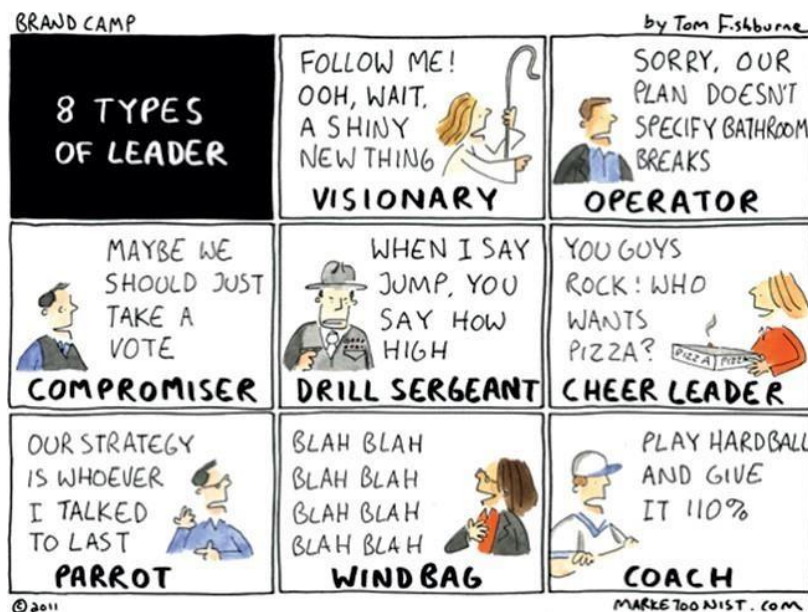 BRAND CAMP
by Tom Fishburne
8 TYPES
OF LEADER
FOLLOW ME!
OOH, WAIT.
A SHINY
NEW THING
VISIONARY
SORRY, OUR
PLAN DOESN'T
SPECIFY BATHROOM
BREAKS
OPERATOR
MAYBE WE
SHOULD JUST
TAKE A
VOTE
COMPROMISER
WHEN I SAY
JUMP, YOU
SAY HOW
HIGH
DRILL SERGEANT
YOU GUYS
ROCK! WHO
WANTS
PIZZA?
PIZZA PIZZA
CHEER LEADER
OUR STRATEGY
IS WHOEVER
I TALKED
TO LAST
PARROT
BLAH BLAH
BLAH BLAH
BLAH BLAH
BLAH BLAH
WINDBAG
PLAY HARDBALL
AND GIVE
IT 110%
COACH
© 2011
MARKETOONIST.COM